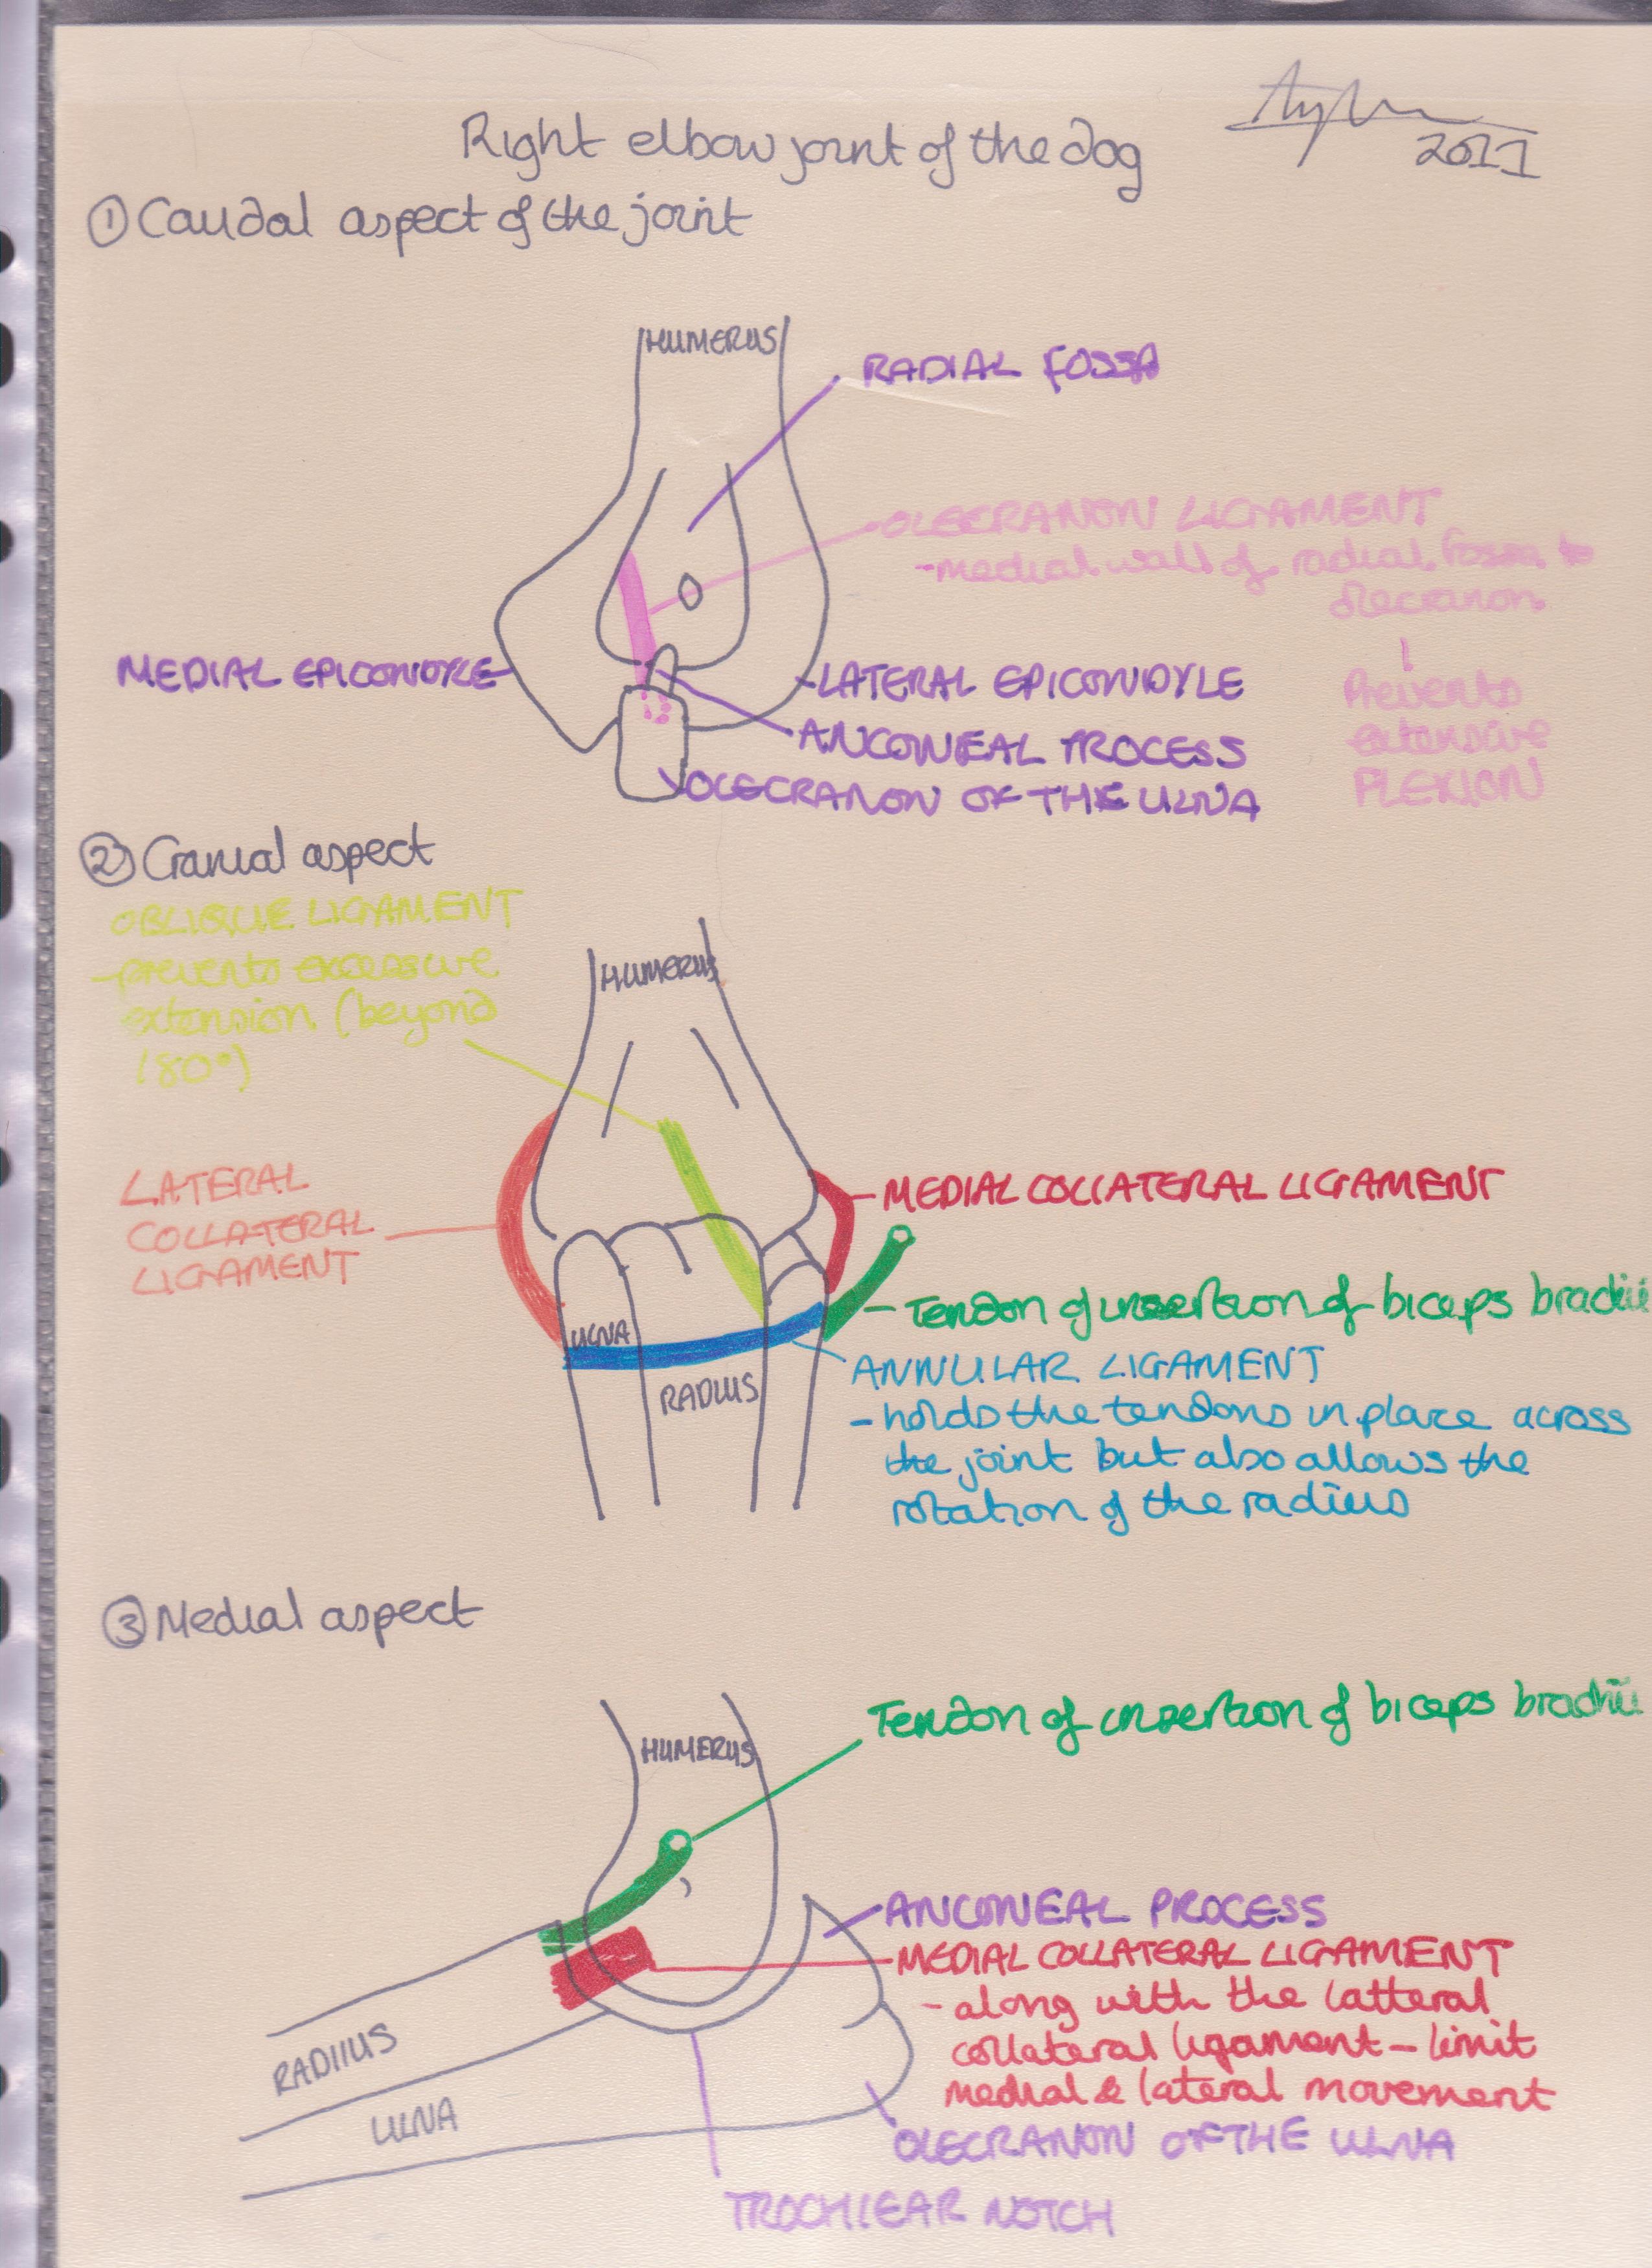 Right elbow joint of the dog
2011
① Caudal aspect of the joint
HUMERUS
RADIAL FOSSA
OLECRANON LIGAMENT
- medial wall of radial fossa to
olecranon
Prevents
extensive
FLEXION
MEDIAL EPICONDYLE
LATERAL EPICONDYLE
ANCONEAL PROCESS
OLECRANON OF THE ULNA
② Cranial aspect
OBLIQUE LIGAMENT
- prevents excessive
extension (beyond
180°)
HUMERUS
LATERAL
COLLATERAL
LIGAMENT
MEDIAL COLLATERAL LIGAMENT
- Tendon of insertion of biceps brachii
ULNA
RADIUS
ANNULAR LIGAMENT
- holds the tendons in place across
the joint but also allows the
rotation of the radius
③ Medial aspect
Tendon of insertion of biceps brachii
HUMERUS
ANCONEAL PROCESS
MEDIAL COLLATERAL LIGAMENT
- along with the latteral
collateral ligament - limit
medial & lateral movement
RADIIUS
ULNA
OLECRANON OF THE ULNA
TROCHLEAR NOTCH